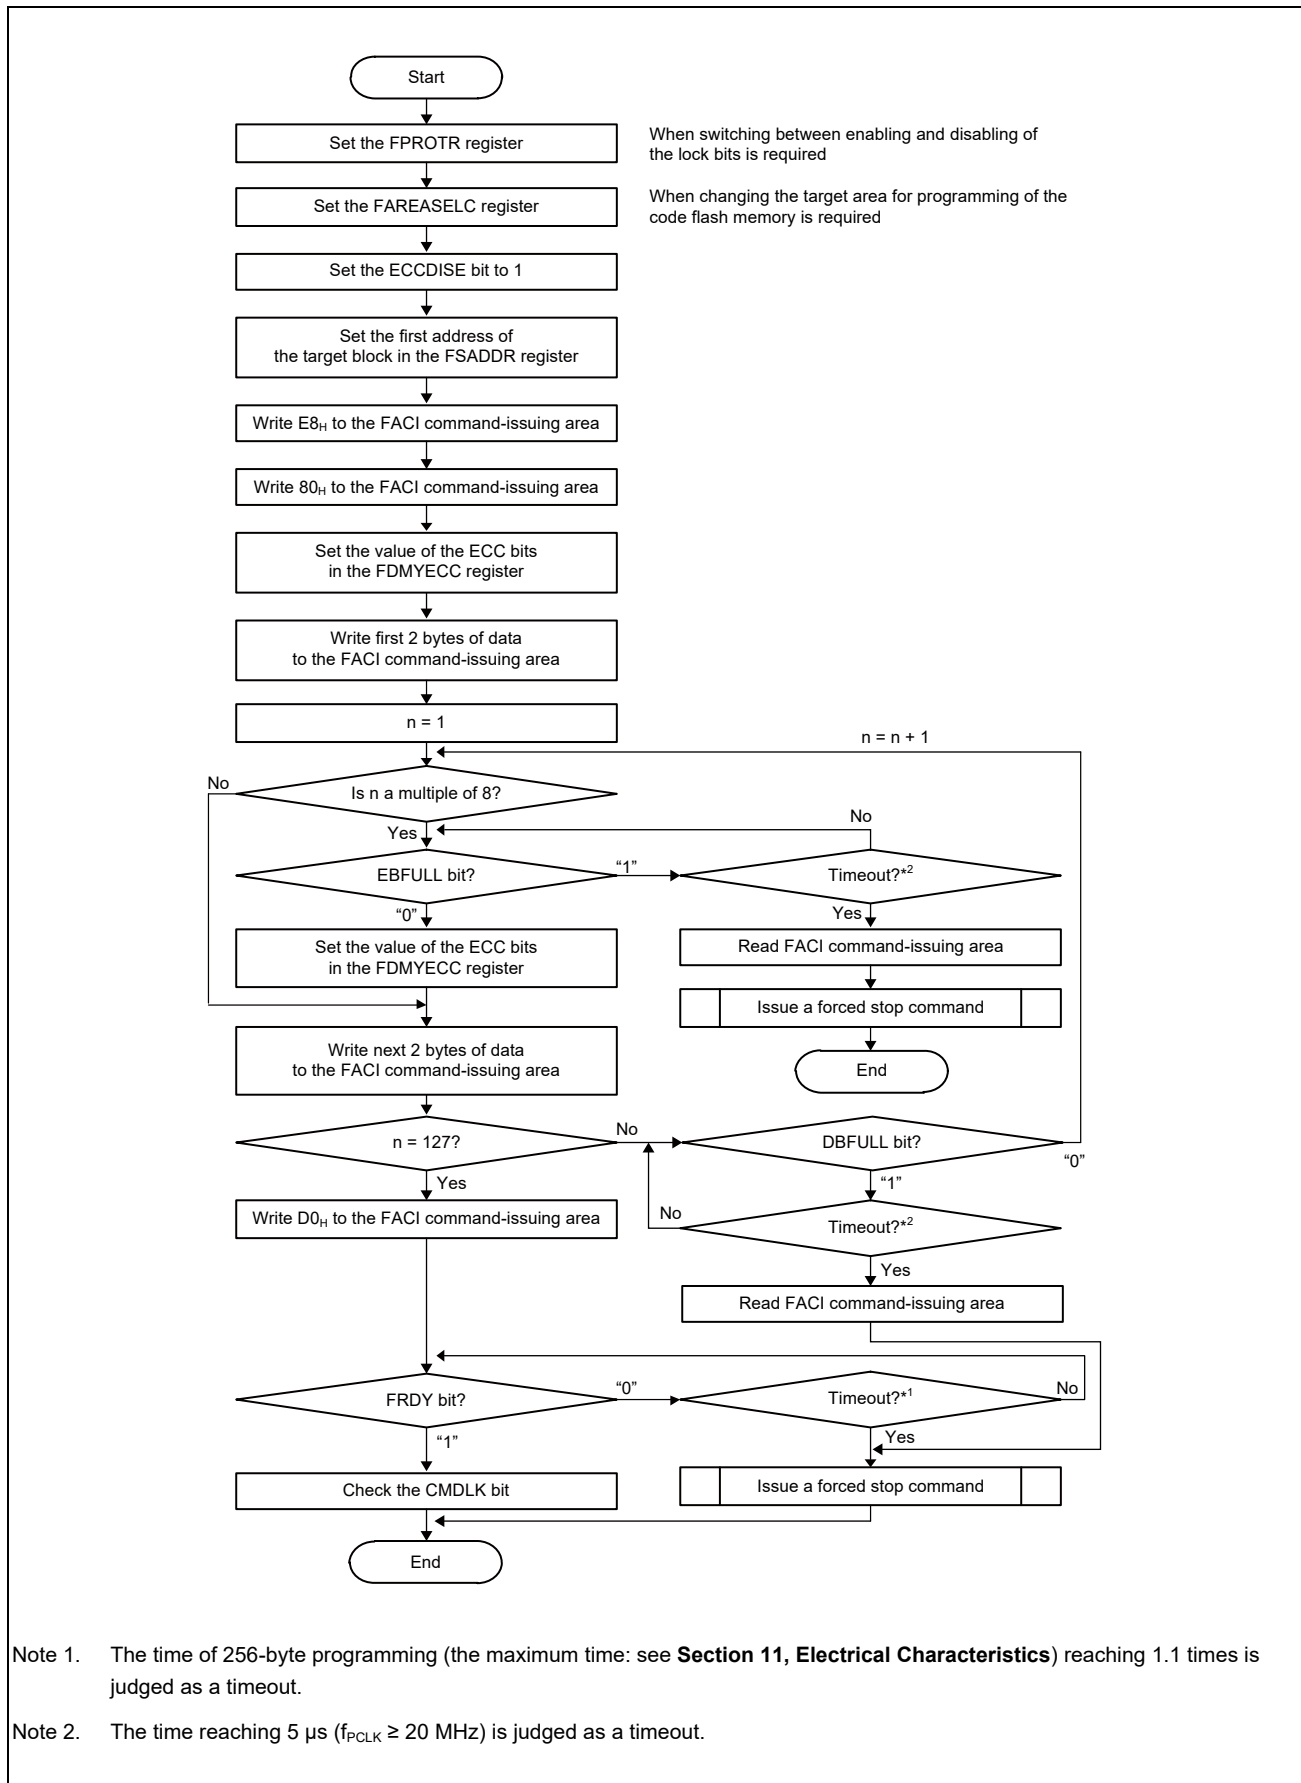 Start
Set the FPROTR register
When switching between enabling and disabling of
the lock bits is required
Set the FAREASELC register
When changing the target area for programming of the
code flash memory is required
Set the ECCDISE bit to 1
Set the first address of
the target block in the FSADDR register
Write E8H to the FACI command-issuing area
Write 80H to the FACI command-issuing area
Set the value of the ECC bits
in the FDMYECC register
Write first 2 bytes of data
to the FACI command-issuing area
n = 1
n = n + 1
No
Is n a multiple of 8?
Yes
No
EBFULL bit?
“1”
Timeout?*2
“0”
Yes
Set the value of the ECC bits
in the FDMYECC register
Read FACI command-issuing area
Issue a forced stop command
Write next 2 bytes of data
to the FACI command-issuing area
End
n = 127?
No
DBFULL bit?
“0”
Yes
“1”
Write D0H to the FACI command-issuing area
No
Timeout?*2
Yes
Read FACI command-issuing area
FRDY bit?
“0”
Timeout?*1
No
“1”
Yes
Check the CMDLK bit
Issue a forced stop command
End
Note 1. The time of 256-byte programming (the maximum time: see Section 11, Electrical Characteristics) reaching 1.1 times is
judged as a timeout.
Note 2. The time reaching 5 μs (fPCLK ≥ 20 MHz) is judged as a timeout.